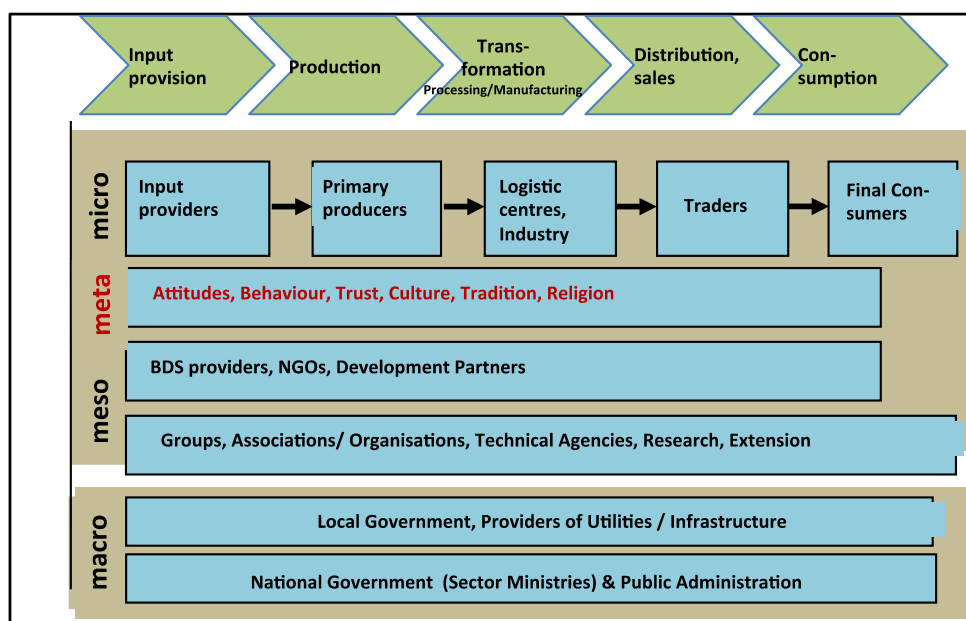 Input
provision
Production
Trans-
formation
Processing/Manufacturing
Distribution,
sales
Con-
sumption
micro
Input
providers
Primary
producers
Logistic
centres,
Industry
Traders
Final Con-
sumers
meta
Attitudes, Behaviour, Trust, Culture, Tradition, Religion
meso
BDS providers, NGOs, Development Partners
Groups, Associations/ Organisations, Technical Agencies, Research, Extension
macro
Local Government, Providers of Utilities / Infrastructure
National Government (Sector Ministries) & Public Administration